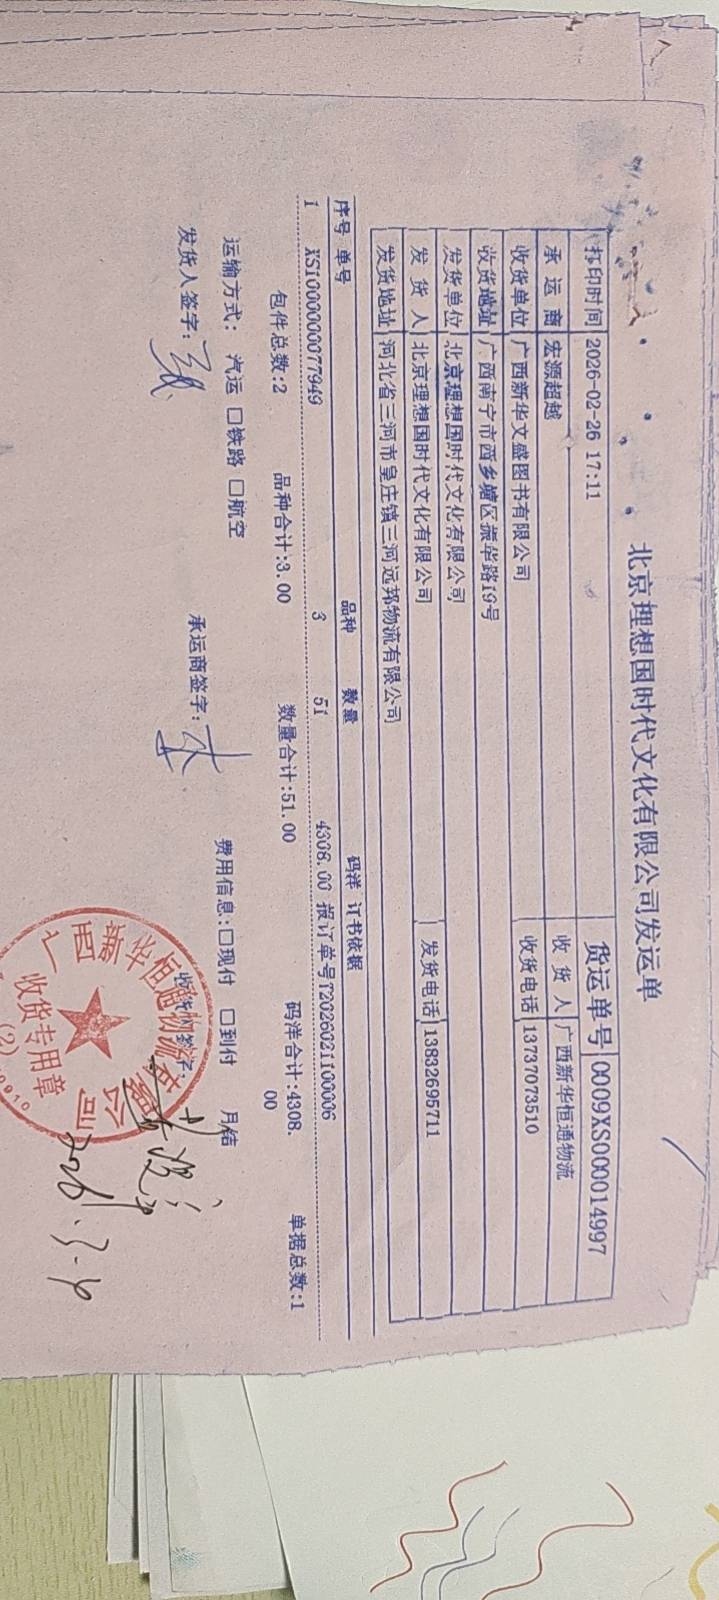 北京理想国时代文化有限公司发运单
打印时间 2026-02-26 17:11 货运单号 0009XS000014997
承运商 宏源超越 收货人 广西新华恒通物流
收货单位 广西新华文盛图书有限公司 收货电话 13737073510
收货地址 广西南宁市西乡塘区振华路19号
发货单位 北京理想国时代文化有限公司
发货人 北京理想国时代文化有限公司 发货电话 13832695711
发货地址 河北省三河市皇庄镇三河远邦物流有限公司
序号 单号 品种 数量 码洋 订书依据
1 XS1000000077949 3 51 4308.00 报订单号T2026021100006
包件总数:2 品种合计:3.00 数量合计:51.00 码洋合计:4308.00 单据总数:1
运输方式: 汽运 □铁路 □航空 费用信息:□现付 □到付 月结
发货人签字: 承运商签字: 收货人签字:
广西新华恒通物流 公司
收货专用章
(2)
2026.3.4